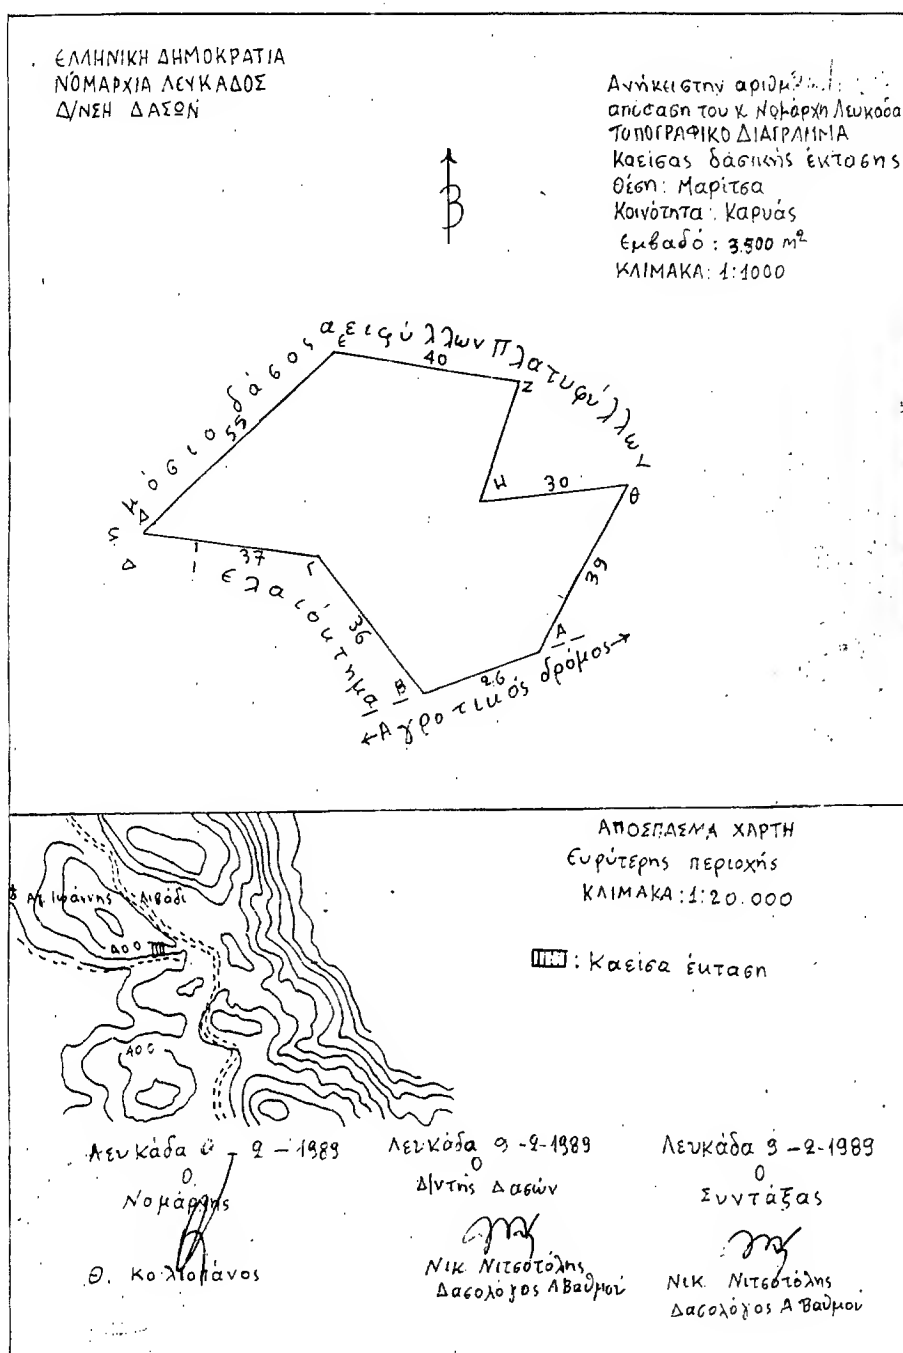 ΕΛΛΗΝΙΚΗ ΔΗΜΟΚΡΑΤΙΑ
ΝΟΜΑΡΧΙΑ ΛΕΥΚΑΔΟΣ
Δ/ΝΣΗ ΔΑΣΩΝ
Ανήκει στην αριθμ.
απόφαση του κ Νομάρχη Λευκάδα
ΤΟΠΟΓΡΑΦΙΚΟ ΔΙΑΓΡΑΜΜΑ
Καείσας δασικής έκτασης
Θέση: Μαρίτσα
Κοινότητα: Καρυάς
Εμβαδό: 3.500 m²
ΚΛΙΜΑΚΑ: 1:1000
Β
Δημόσιο δάσος αειφύλλων πλατυφύλλων
Ε
40
Ζ
55
Η
30
Θ
Δ
37
Γ
39
36
Ελαιόκτημα
Α
Β
26
Αγροτικός δρόμος
ΑΠΟΣΠΑΣΜΑ ΧΑΡΤΗ
Ευρύτερης περιοχής
ΚΛΙΜΑΚΑ: 1:20.000
: Καείσα έκταση
Αγ. Ιωάννης Λιβάδι
400
400
Λευκάδα - 2 - 1989
Ο
Νομάρχης
Θ. Κολιοπάνος
Λευκάδα 9-2-1989
Ο
Δ/ντής Δασών
Νικ. Νιτσοτόλης
Δασολόγος Α Βαθμού
Λευκάδα 9-2-1989
Ο
Συντάξας
Νικ. Νιτσοτόλης
Δασολόγος Α Βαθμού